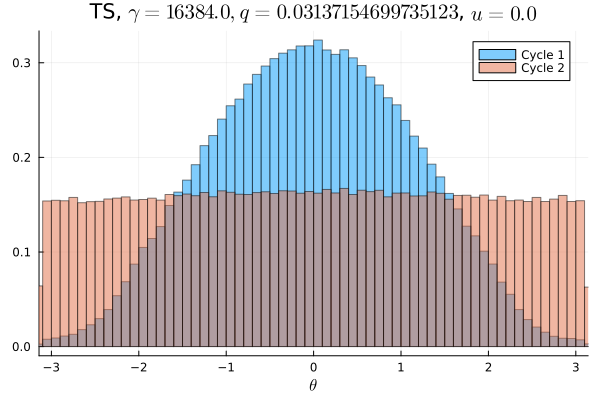 TS, γ = 16384.0, q = 0.03137154699735123, u = 0.0
Cycle 1
Cycle 2
0.3
0.2
0.1
0.0
−3 −2 −1 0 1 2 3
θ